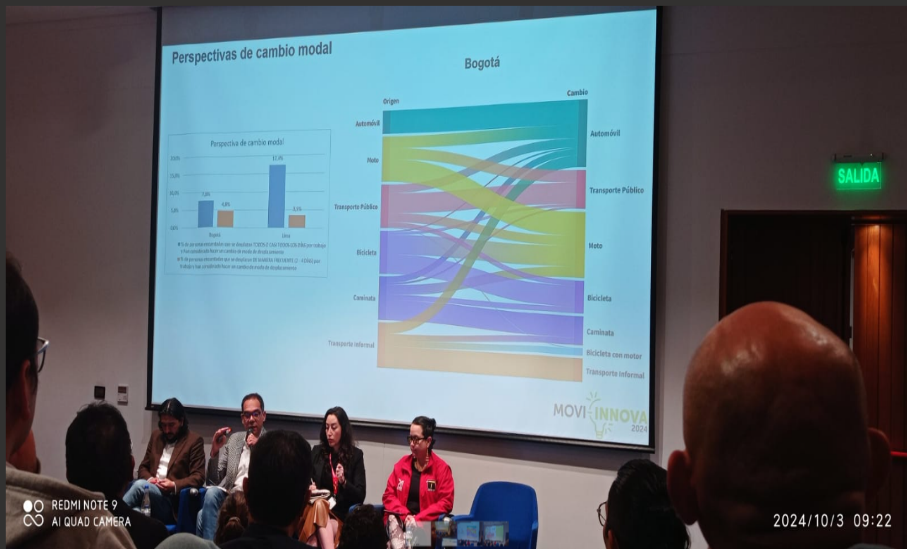 Perspectivas de cambio modal
Bogotá
Origen
Cambio
Automóvil
Moto
Transporte Público
Bicicleta
Caminata
Transporte Informal
Automóvil
Transporte Público
Moto
Bicicleta
Caminata
Bicicleta con motor
Transporte Informal
Perspectiva de cambio modal
Lima
MOVI INNOVA
2024
SALIDA
REDMI NOTE 9
AI QUAD CAMERA
2024/10/3 09:22